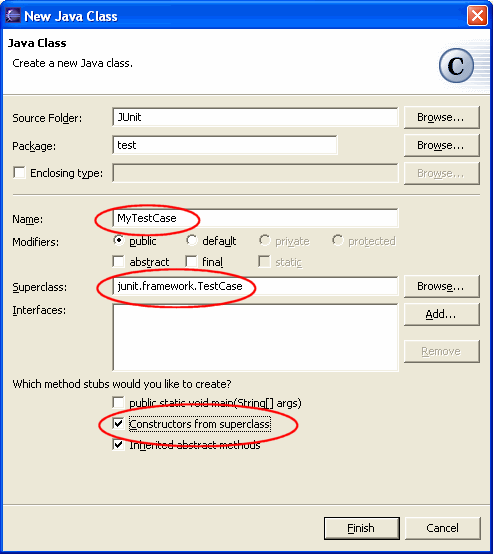 New Java Class
Java Class
Create a new Java class.
C
Source Folder: JUnit Browse...
Package: test Browse...
Enclosing type: Browse...
Name: MyTestCase
Modifiers: public default private protected
abstract final static
Superclass: junit.framework.TestCase Browse...
Interfaces: Add...
Remove
Which method stubs would you like to create?
public static void main(String[] args)
Constructors from superclass
Inherited abstract methods
Finish Cancel